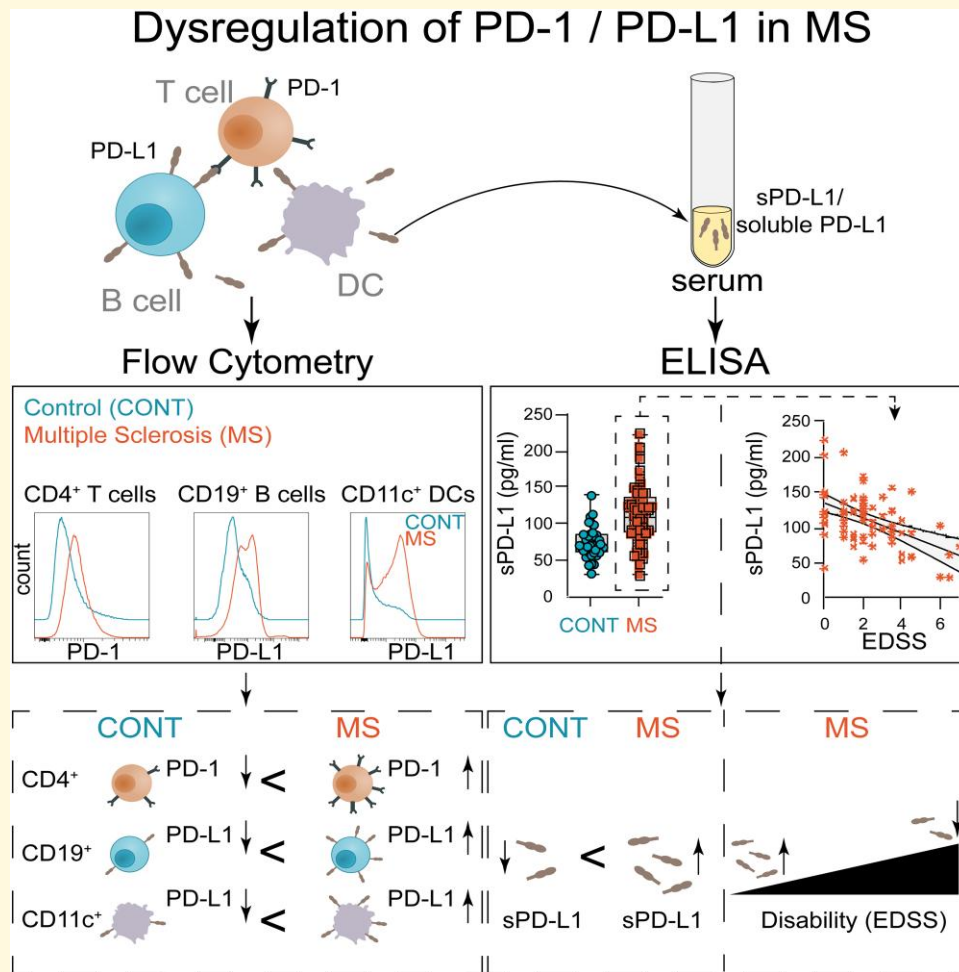 Dysregulation of PD-1 / PD-L1 in MS
T cell
PD-1
PD-L1
B cell
DC
sPD-L1/
soluble PD-L1
serum
Flow Cytometry
Control (CONT)
Multiple Sclerosis (MS)
CD4⁺ T cells
CD19⁺ B cells
CD11c⁺ DCs
CONT
MS
count
PD-1
PD-L1
PD-L1
ELISA
sPD-L1 (pg/ml)
250
200
150
100
50
0
CONT
MS
sPD-L1 (pg/ml)
250
200
150
100
50
0
0
2
4
6
EDSS
CONT
MS
CD4⁺
PD-1
<
PD-1
CD19⁺
PD-L1
<
PD-L1
CD11c⁺
PD-L1
<
PD-L1
CONT
MS
<
sPD-L1
sPD-L1
MS
Disability (EDSS)